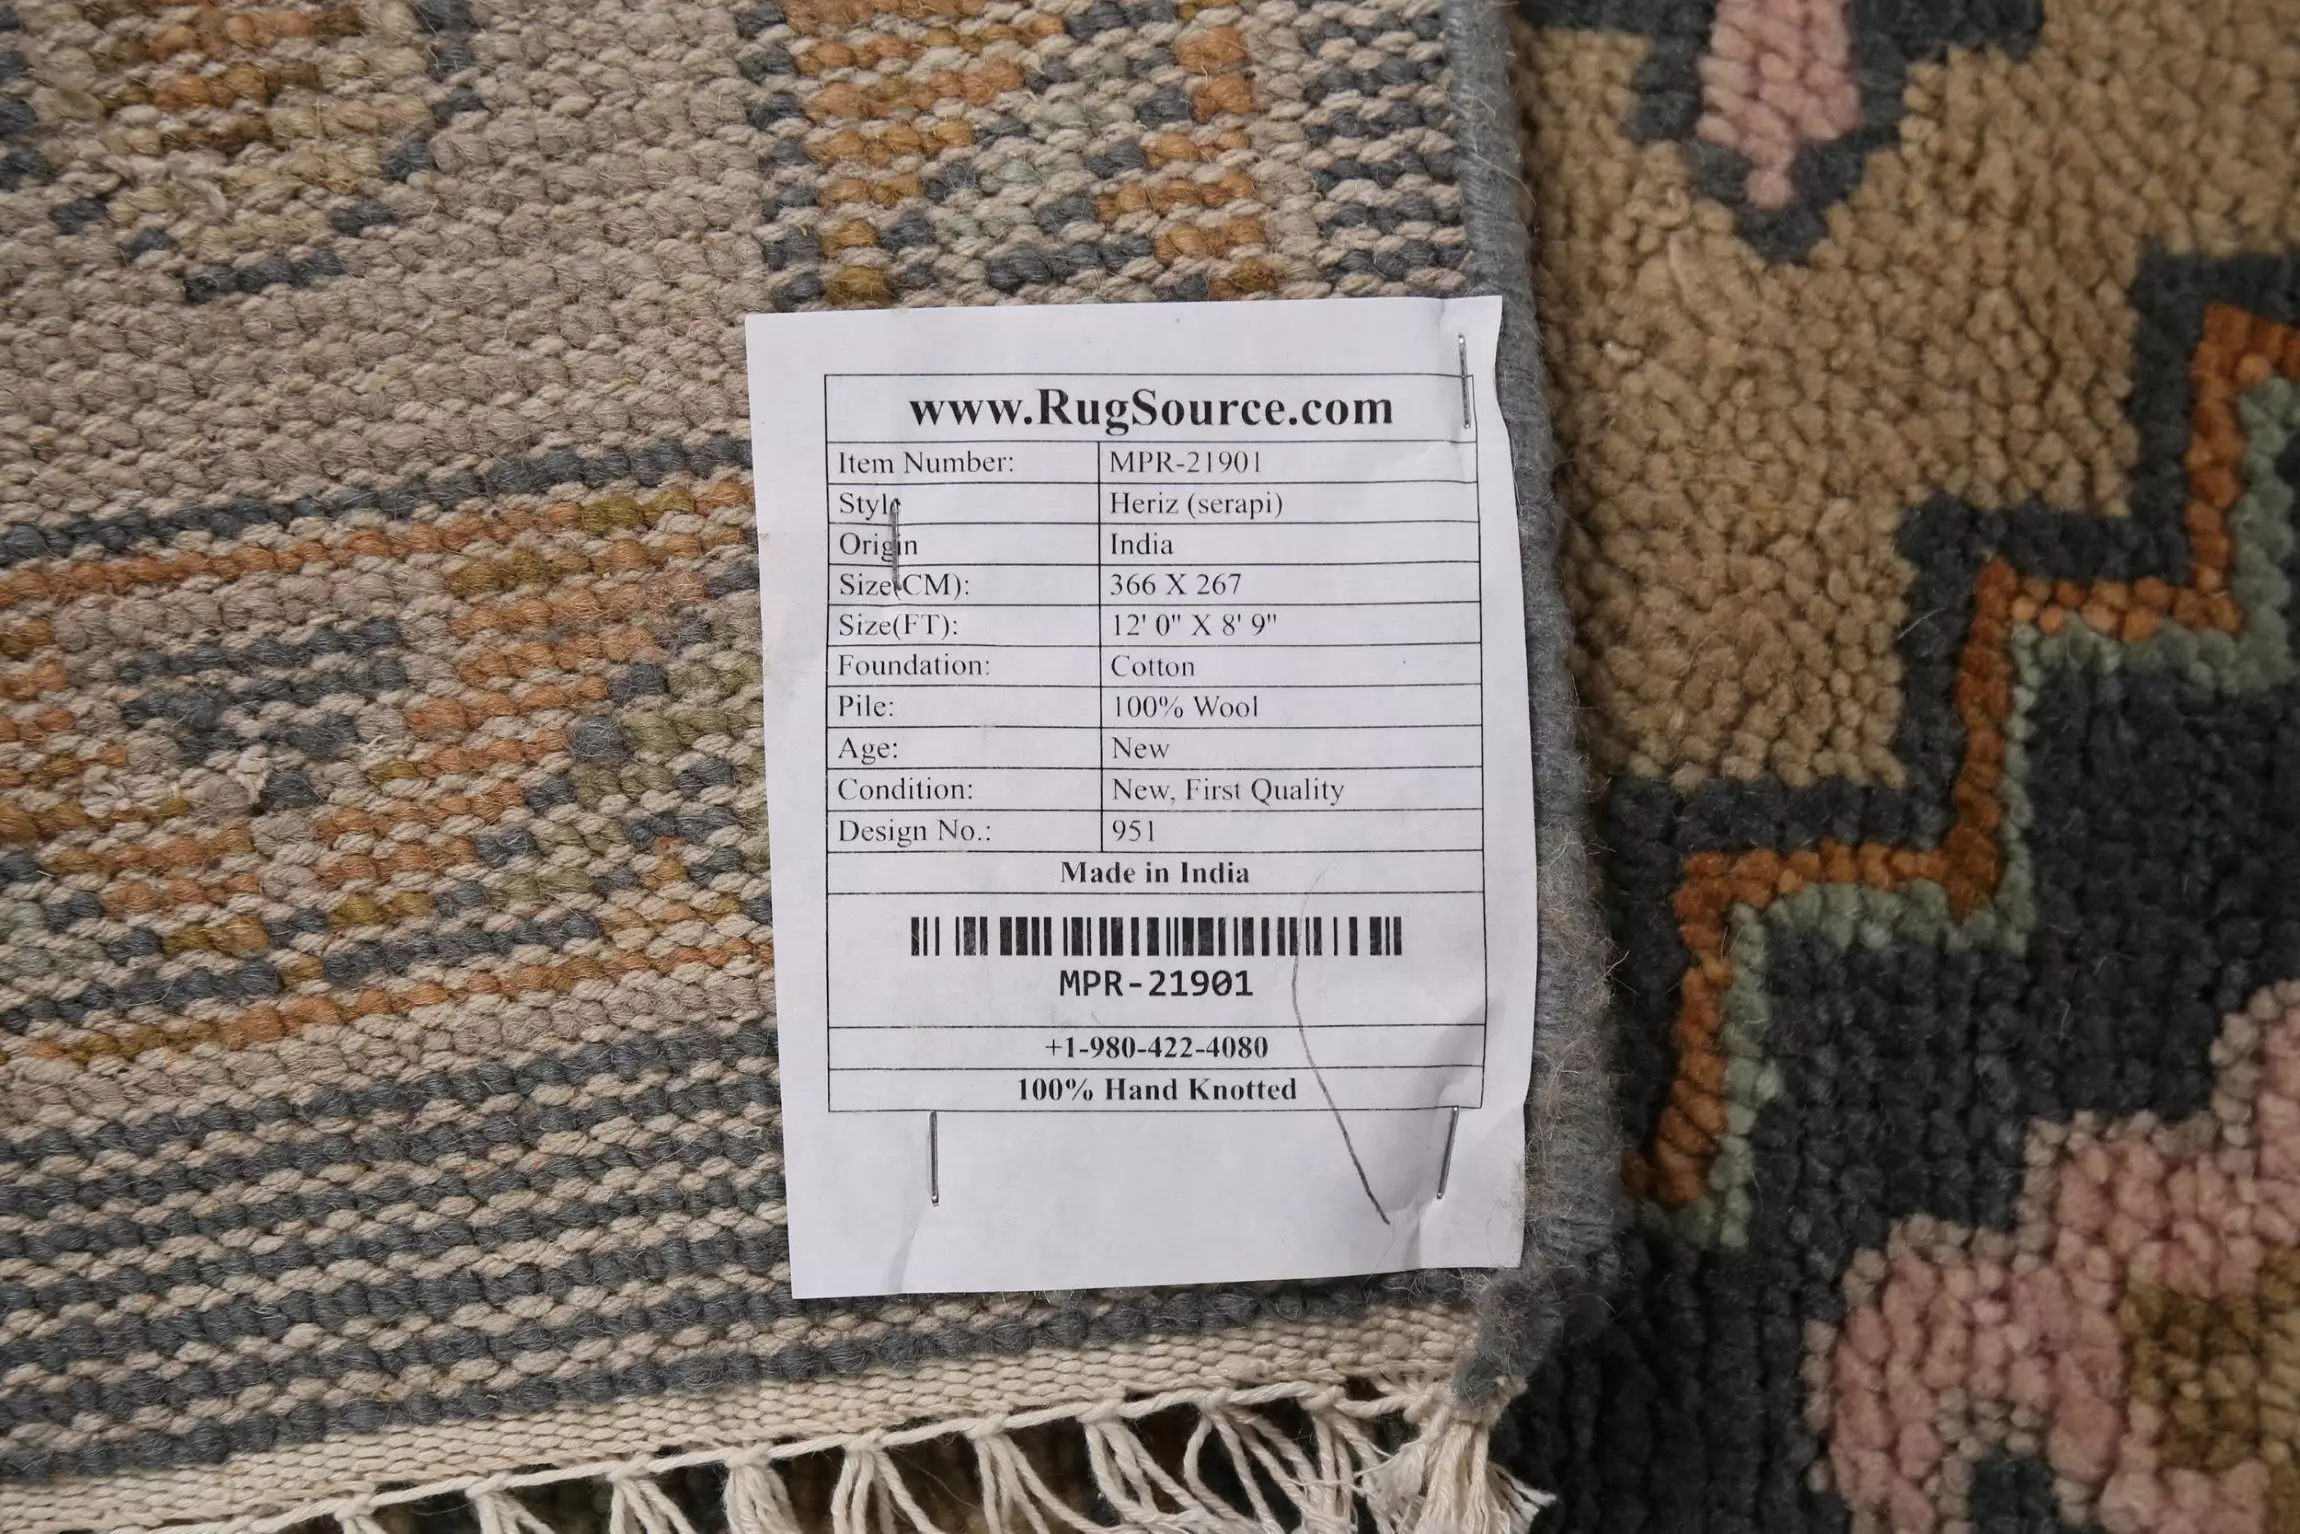 www.RugSource.com
Item Number: MPR-21901
Style Heriz (serapi)
Origin India
Size(CM): 366 X 267
Size(FT): 12' 0" X 8' 9"
Foundation: Cotton
Pile: 100% Wool
Age: New
Condition: New, First Quality
Design No.: 951
Made in India
MPR-21901
+1-980-422-4080
100% Hand Knotted